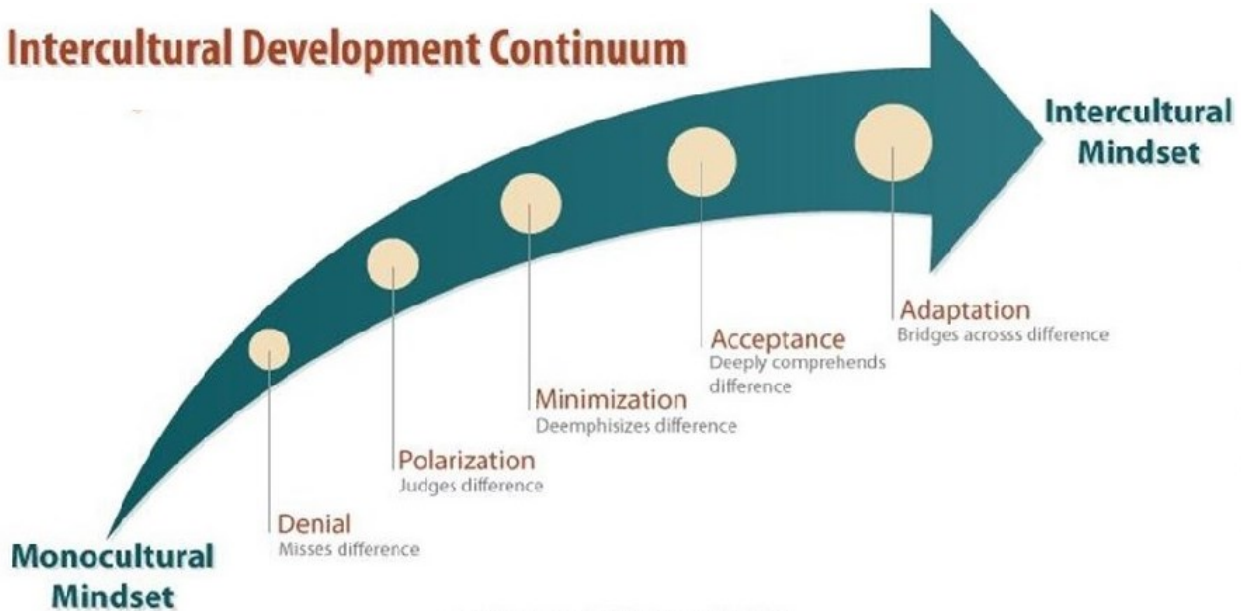 Intercultural Development Continuum
Intercultural
Mindset
Adaptation
Bridges acrosss difference
Acceptance
Deeply comprehends
difference
Minimization
Deemphisizes difference
Polarization
Judges difference
Denial
Misses difference
Monocultural
Mindset